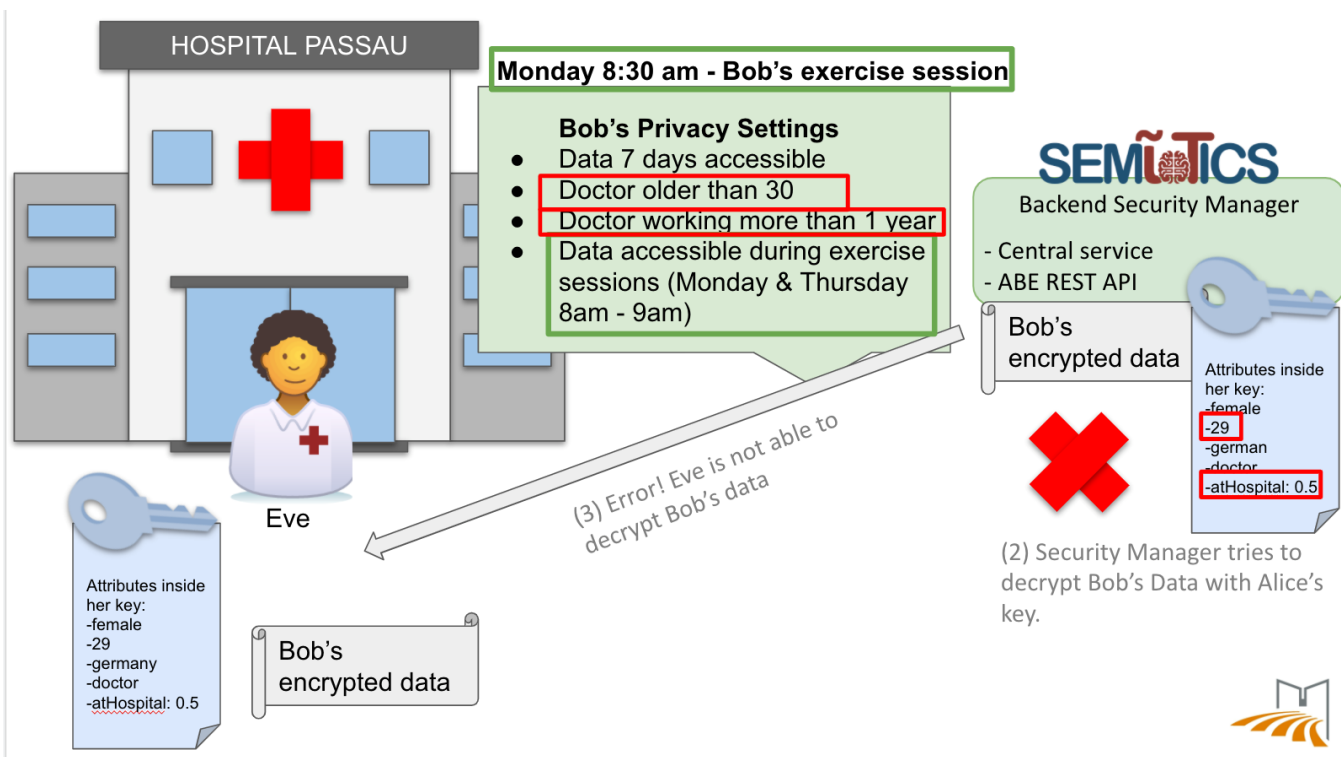 HOSPITAL PASSAU
Monday 8:30 am - Bob's exercise session
Bob's Privacy Settings
● Data 7 days accessible
● Doctor older than 30
● Doctor working more than 1 year
● Data accessible during exercise
sessions (Monday & Thursday
8am - 9am)
SEMIoTICS
Backend Security Manager
- Central service
- ABE REST API
Bob's
encrypted data
Attributes inside
her key:
-female
-29
-german
-doctor
-atHospital: 0.5
(2) Security Manager tries to
decrypt Bob's Data with Alice's
key.
(3) Error! Eve is not able to
decrypt Bob's data
Eve
Attributes inside
her key:
-female
-29
-germany
-doctor
-atHospital: 0.5
Bob's
encrypted data